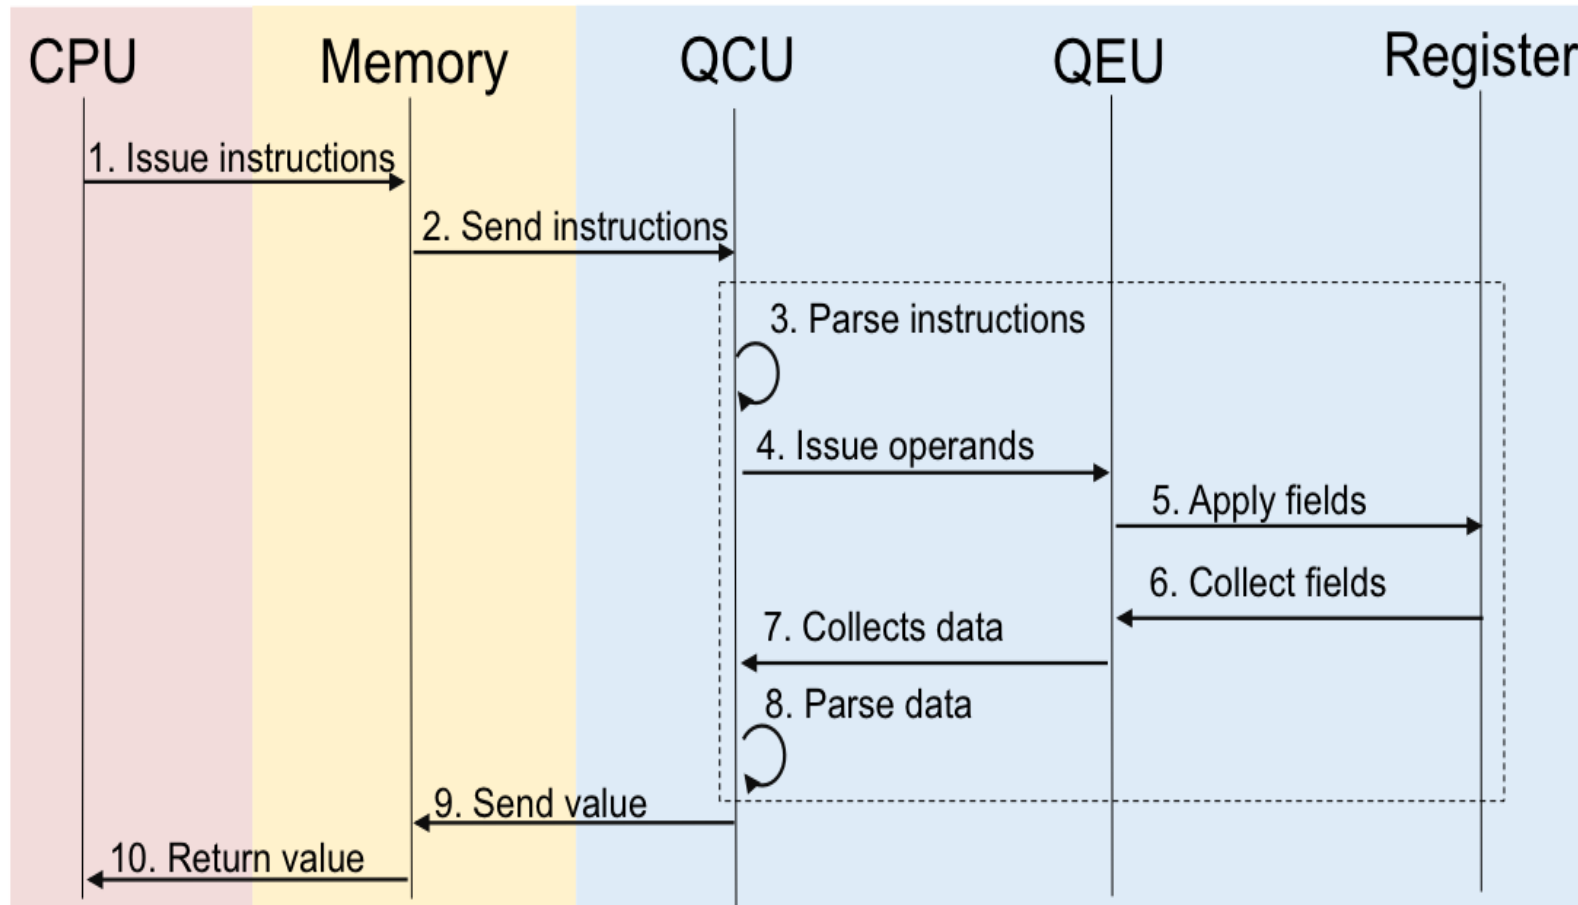 CPU
Memory
QCU
QEU
Register
1. Issue instructions
2. Send instructions
3. Parse instructions
4. Issue operands
5. Apply fields
6. Collect fields
7. Collects data
8. Parse data
9. Send value
10. Return value